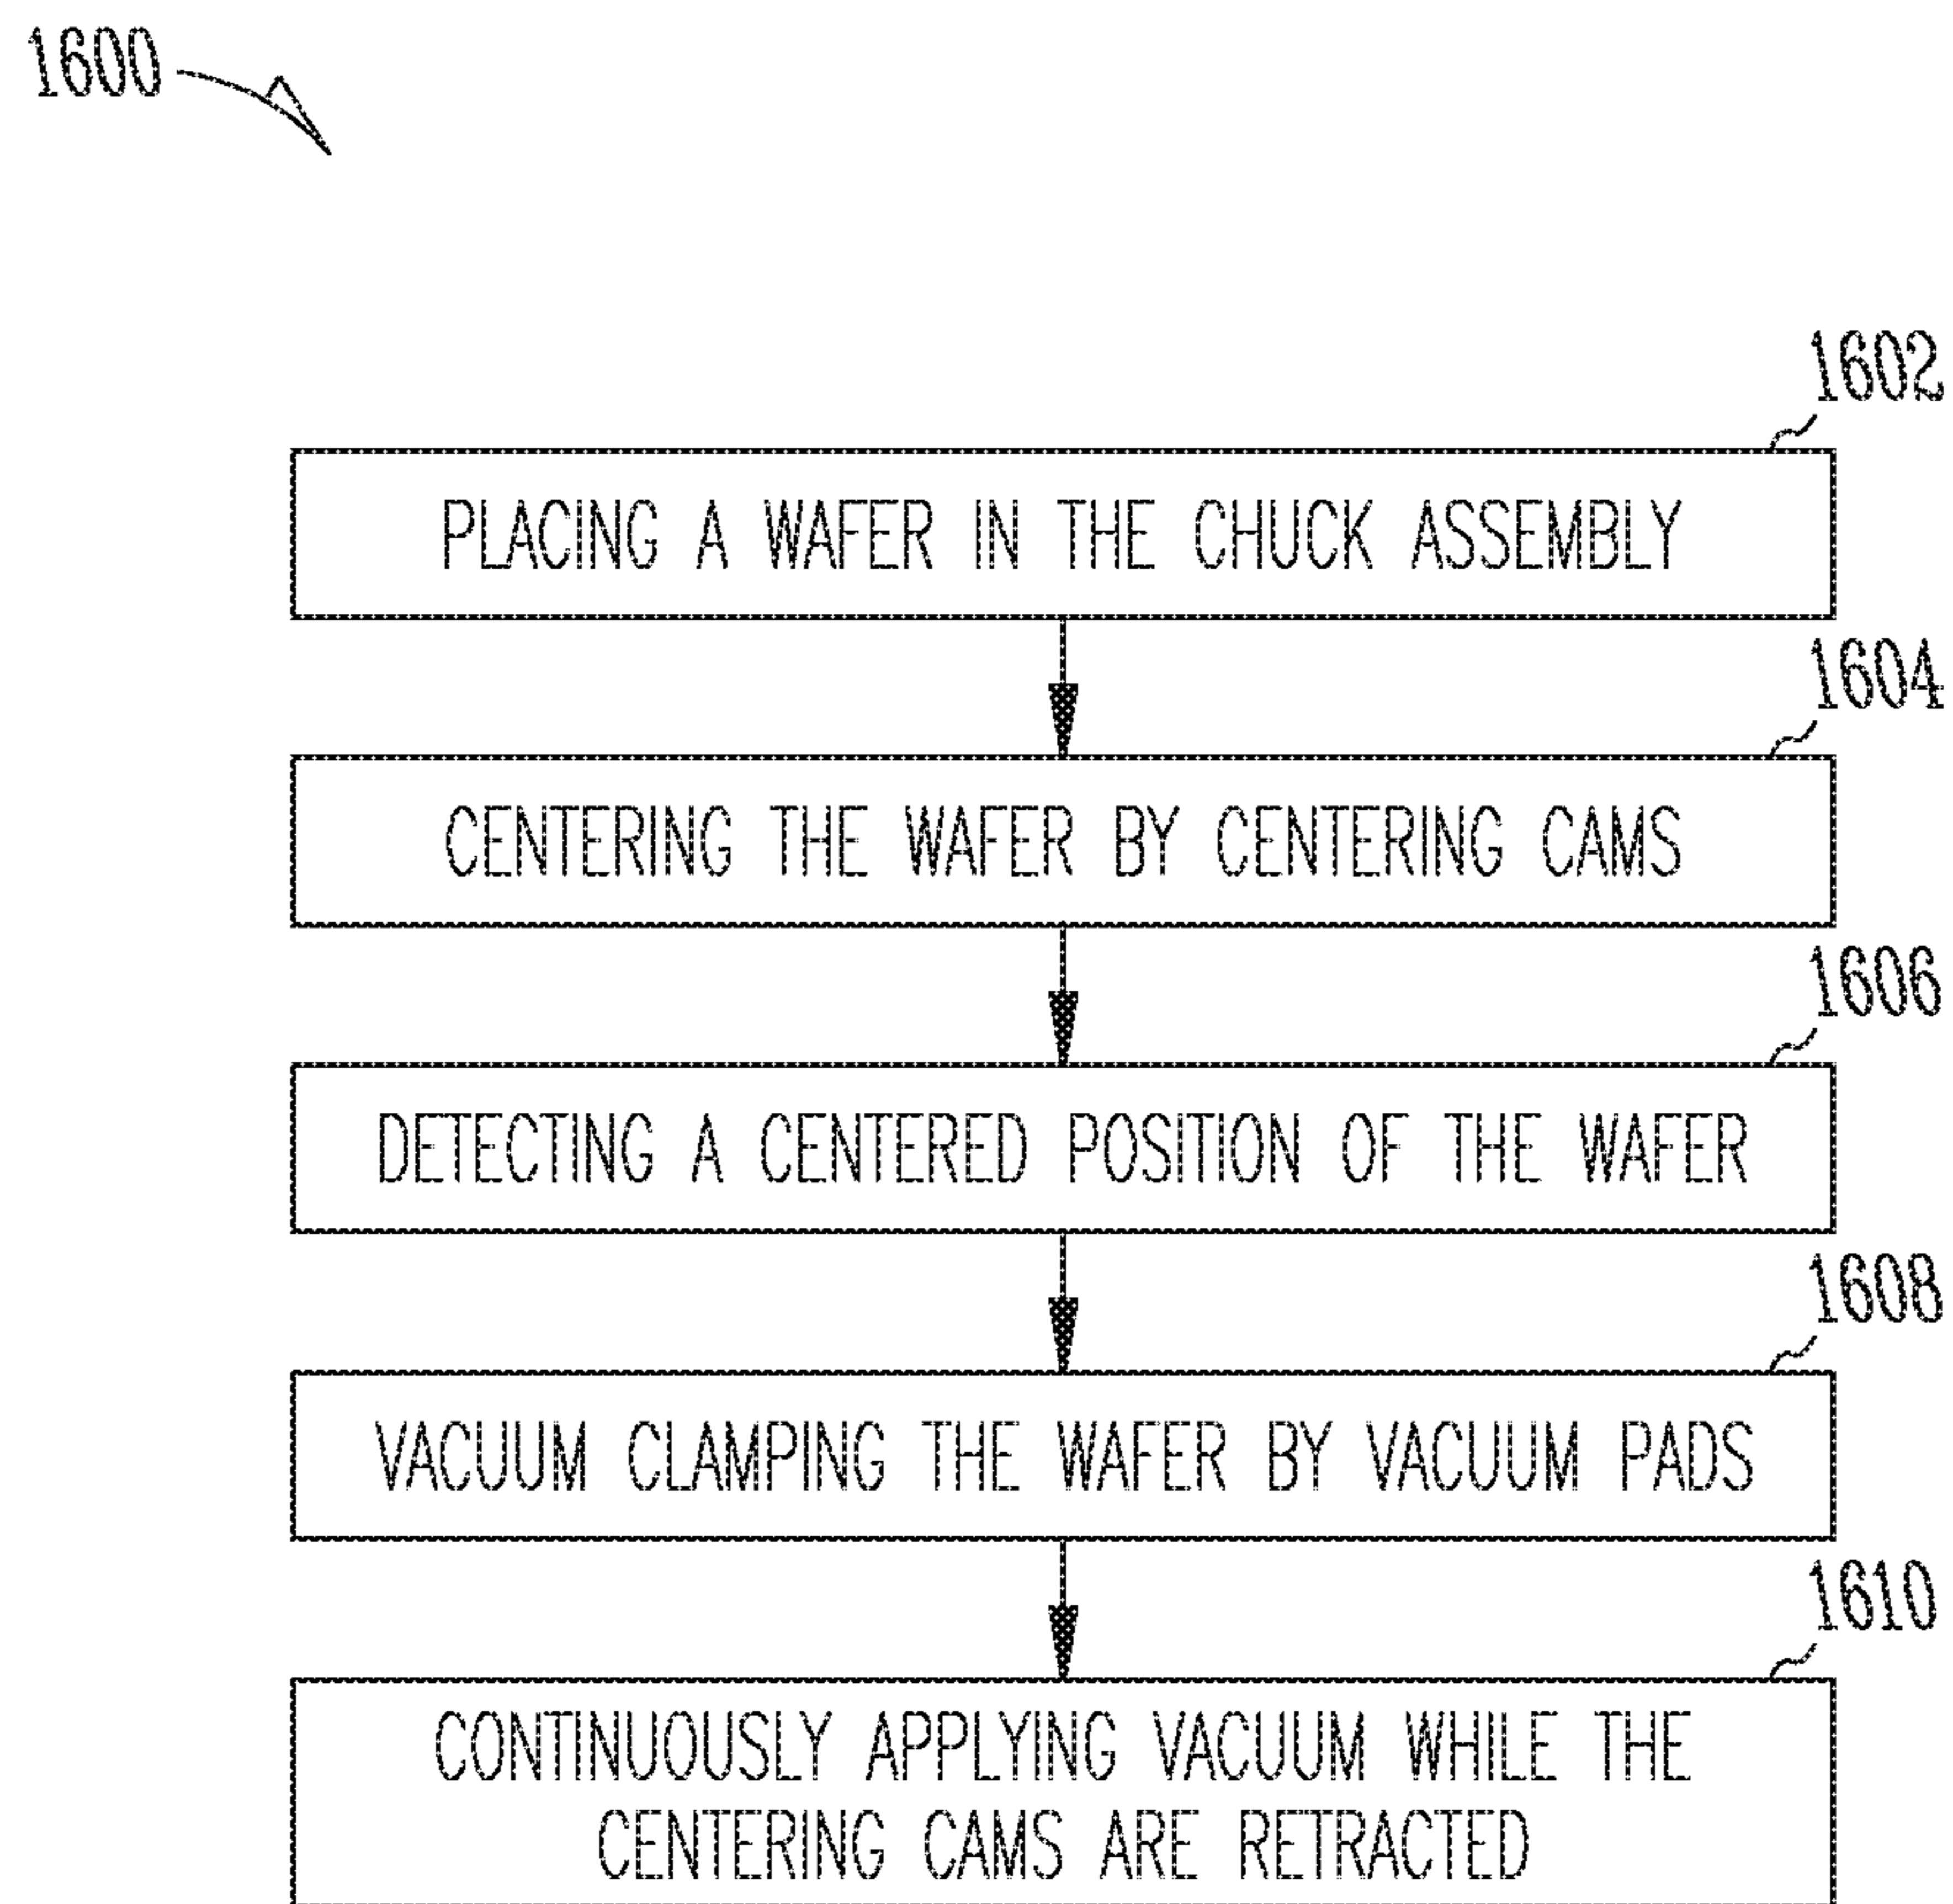 1600
1602
PLACING A WAFER IN THE CHUCK ASSEMBLY
1604
CENTERING THE WAFER BY CENTERING CAMS
1606
DETECTING A CENTERED POSITION OF THE WAFER
1608
VACUUM CLAMPING THE WAFER BY VACUUM PADS
1610
CONTINUOUSLY APPLYING VACUUM WHILE THE
CENTERING CAMS ARE RETRACTED